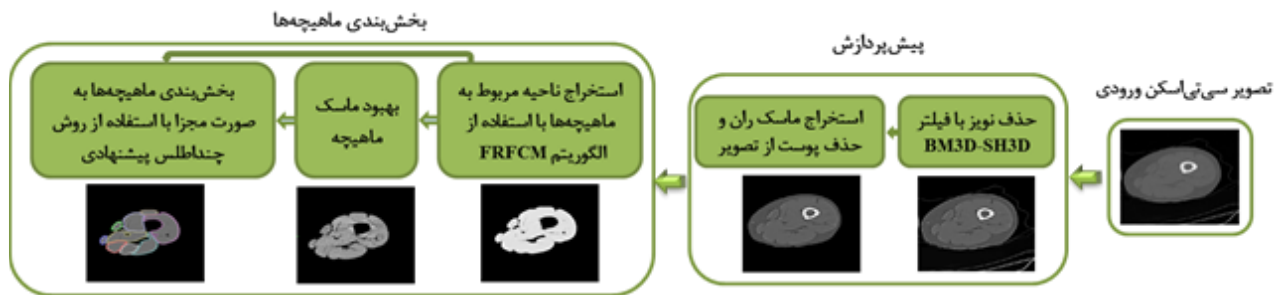 تصویر سی‌تی‌اسکن ورودی
پیش‌پردازش
حذف نویز با فیلتر
BM3D-SH3D
استخراج ماسک ران و
حذف پوست از تصویر
بخش‌بندی ماهیچه‌ها
استخراج ناحیه مربوط به
ماهیچه‌ها با استفاده از
الگوریتم FRFCM
بهبود ماسک
ماهیچه
بخش‌بندی ماهیچه‌ها به
صورت مجزا با استفاده از روش
چنداطلس پیشنهادی